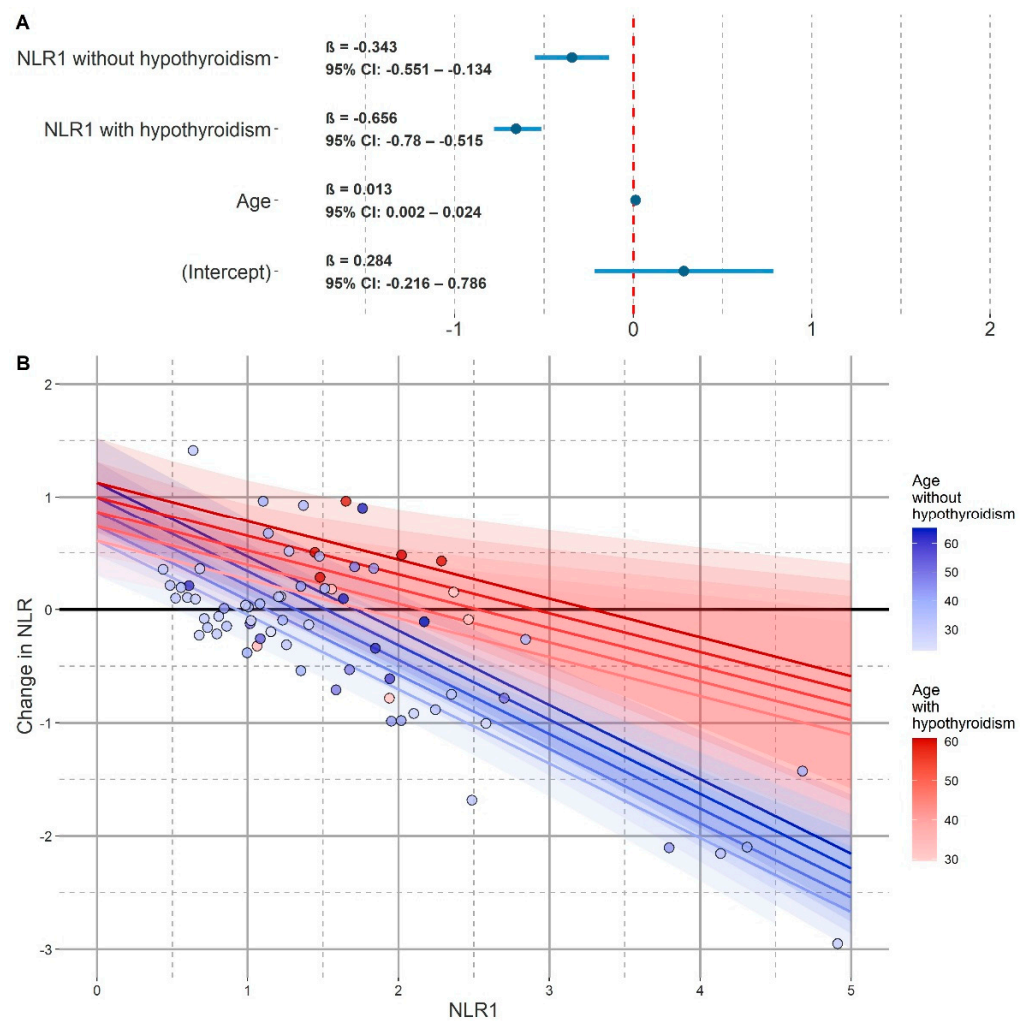 A
NLR1 without hypothyroidism
ß = -0.343
95% CI: -0.551 – -0.134
NLR1 with hypothyroidism
ß = -0.656
95% CI: -0.78 – -0.515
Age
ß = 0.013
95% CI: 0.002 – 0.024
(Intercept)
ß = 0.284
95% CI: -0.216 – 0.786
-1 0 1 2
B
Change in NLR
2
1
0
-1
-2
-3
0 1 2 3 4 5
NLR1
Age
without
hypothyroidism
60
50
40
30
Age
with
hypothyroidism
60
50
40
30